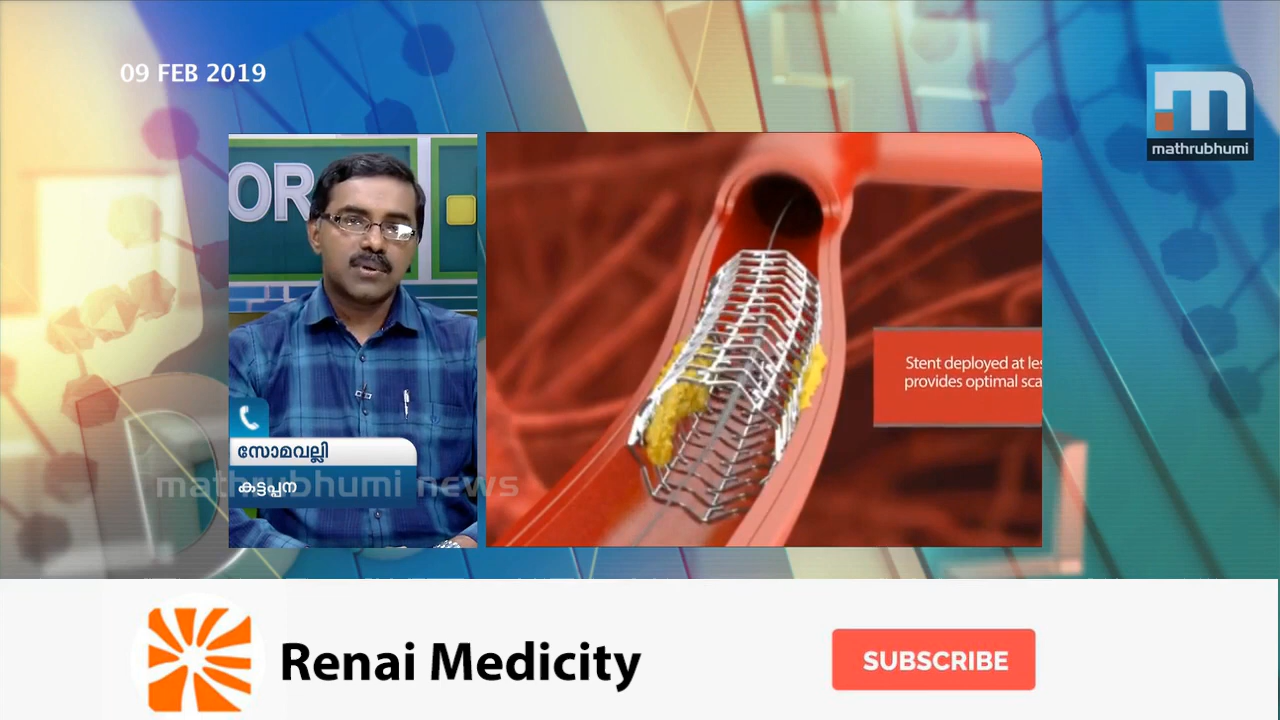 09 FEB 2019
m
mathrubhumi
OR
Stent deployed at les
provides optimal sca
സോമവല്ലി
കട്ടപ്പന
mathrubhumi news
Renai Medicity
SUBSCRIBE